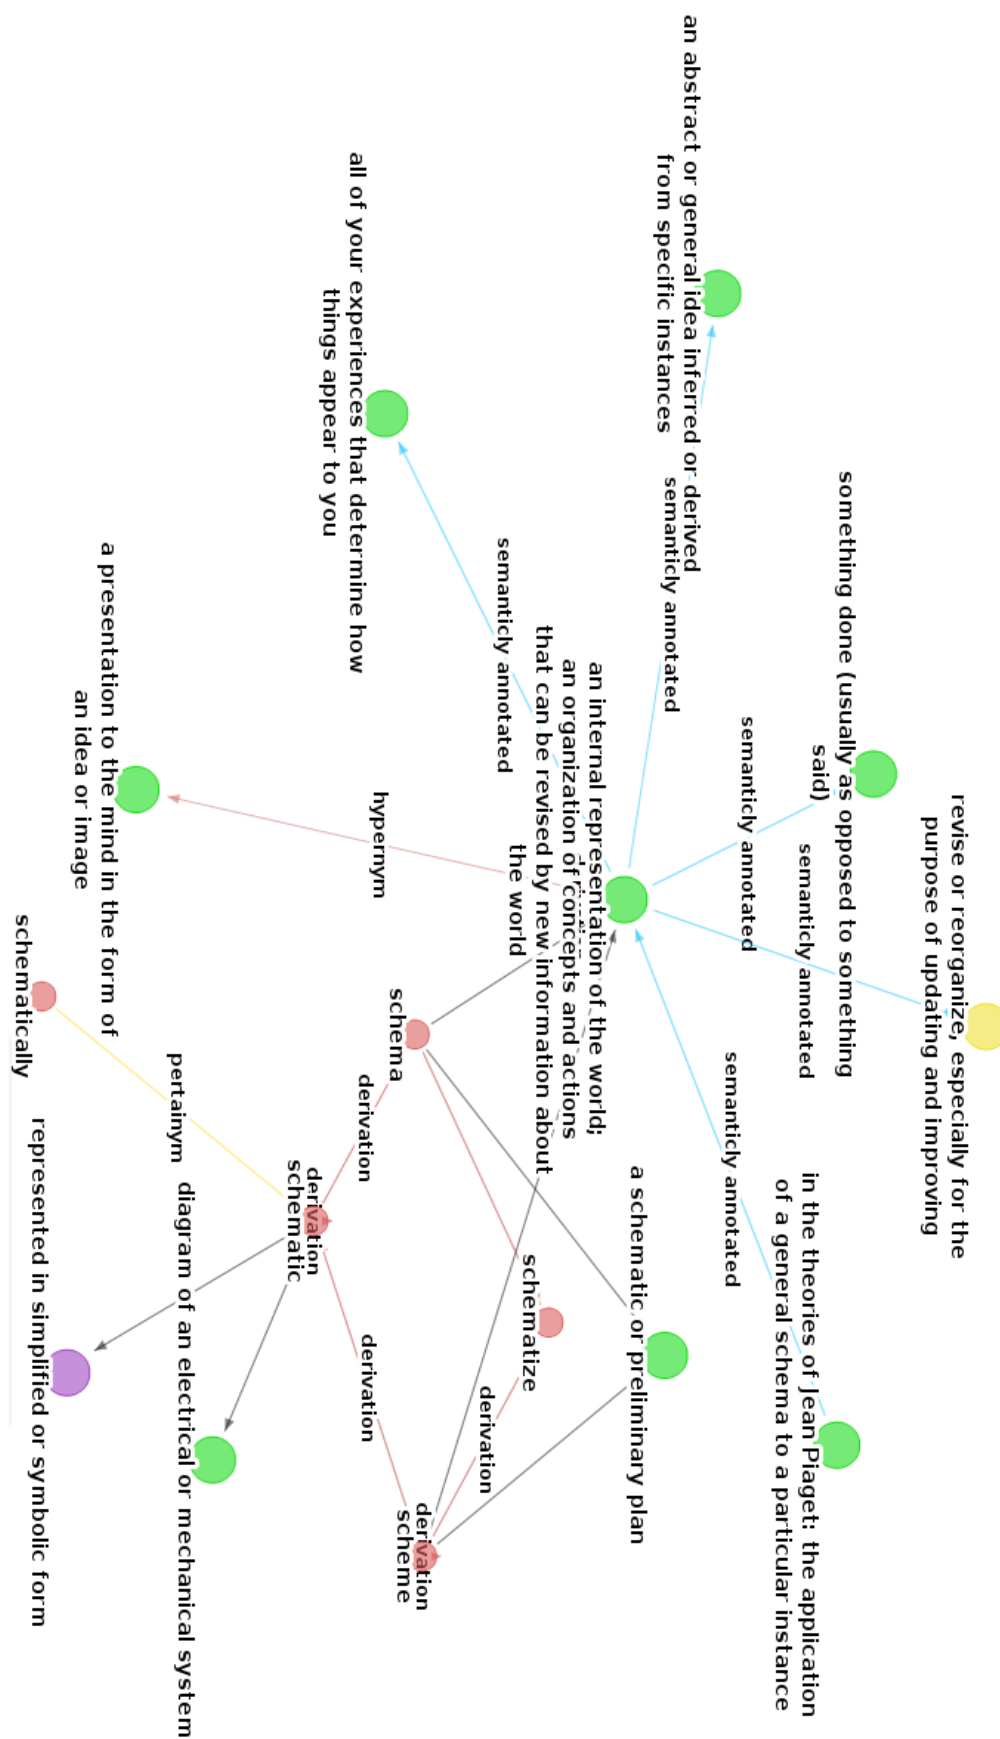 revise or reorganize, especially for the
purpose of updating and improving
something done (usually as opposed to something
said)
semanticly annotated
semanticly annotated
in the theories of Jean Piaget: the application
of a general schema to a particular instance
semanticly annotated
an abstract or general idea inferred or derived
from specific instances
semanticly annotated
a schematic or preliminary plan
an internal representation of the world;
an organization of concepts and actions
that can be revised by new information about
the world
schematize
semanticly annotated
derivation
derivation
scheme
schema
hypernym
derivation
derivation
all of your experiences that determine how
things appear to you
derivation
schematic
diagram of an electrical or mechanical system
pertainym
a presentation to the mind in the form of
an idea or image
represented in simplified or symbolic form
schematically